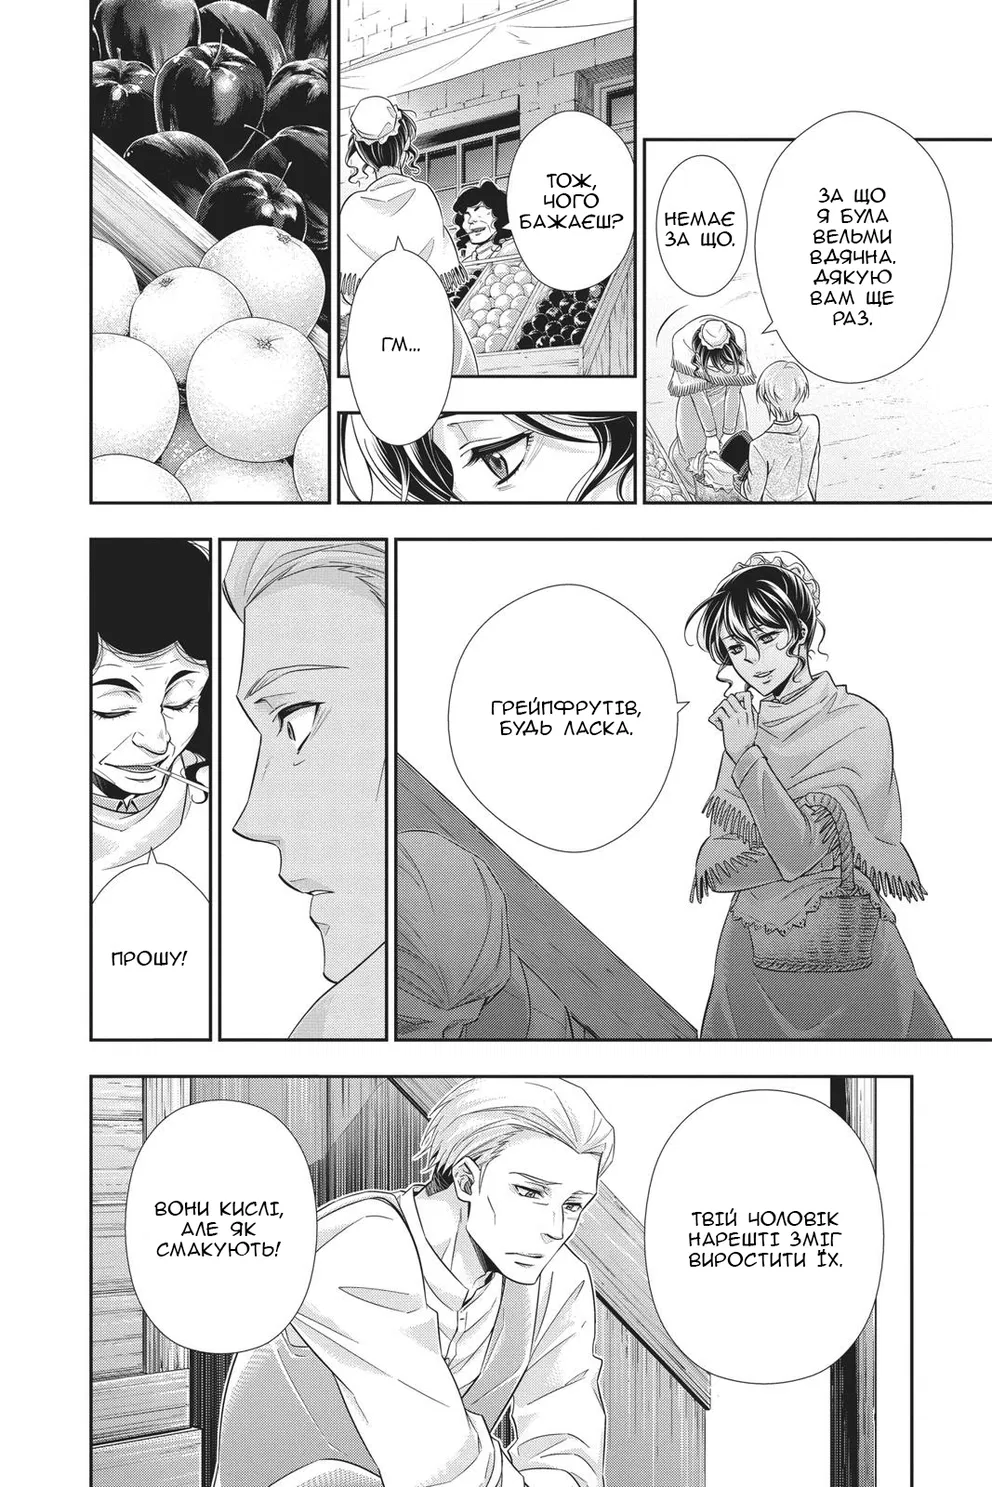 ЗА ЩО
Я БУЛА
ВЕЛЬМИ
ВДЯЧНА.
ДЯКУЮ
ВАМ ЩЕ
РАЗ.
НЕМАЄ
ЗА ЩО.
ТОЖ,
ЧОГО
БАЖАЄШ?
ГМ...
ГРЕЙПФРУТІВ,
БУДЬ ЛАСКА.
ПРОШУ!
ТВІЙ ЧОЛОВІК
НАРЕШТІ ЗМІГ
ВИРОСТИТИ ЇХ.
ВОНИ КИСЛІ,
АЛЕ ЯК
СМАКУЮТЬ!